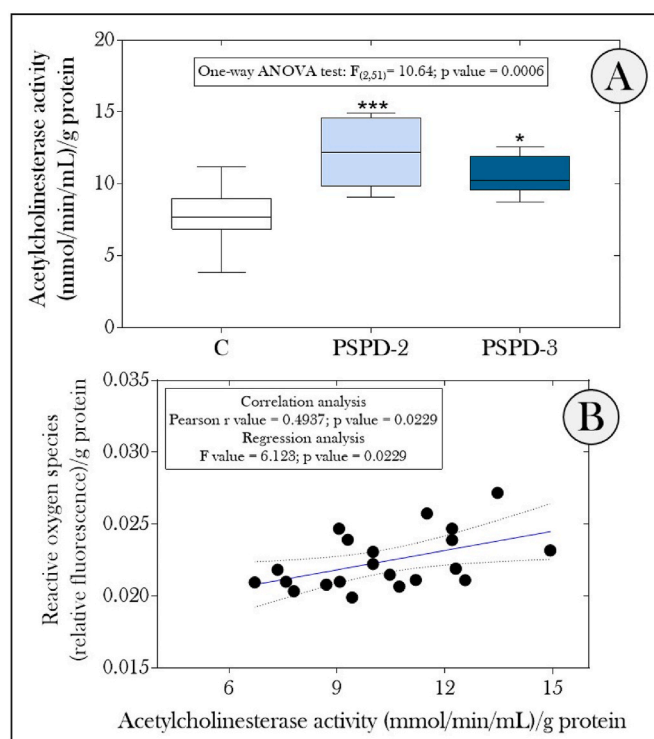 20
One-way ANOVA test: F(2,51)= 10.64; p value = 0.0006
A
***
*
15
10
5
0
Acetylcholinesterase activity
(mmol/min/mL)/g protein
C PSPD-2 PSPD-3
0.035
Correlation analysis
Pearson r value = 0.4937; p value = 0.0229
Regression analysis
F value = 6.123; p value = 0.0229
B
0.030
0.025
0.020
0.015
Reactive oxygen species
(relative fluorescence)/g protein
6 9 12 15
Acetylcholinesterase activity (mmol/min/mL)/g protein